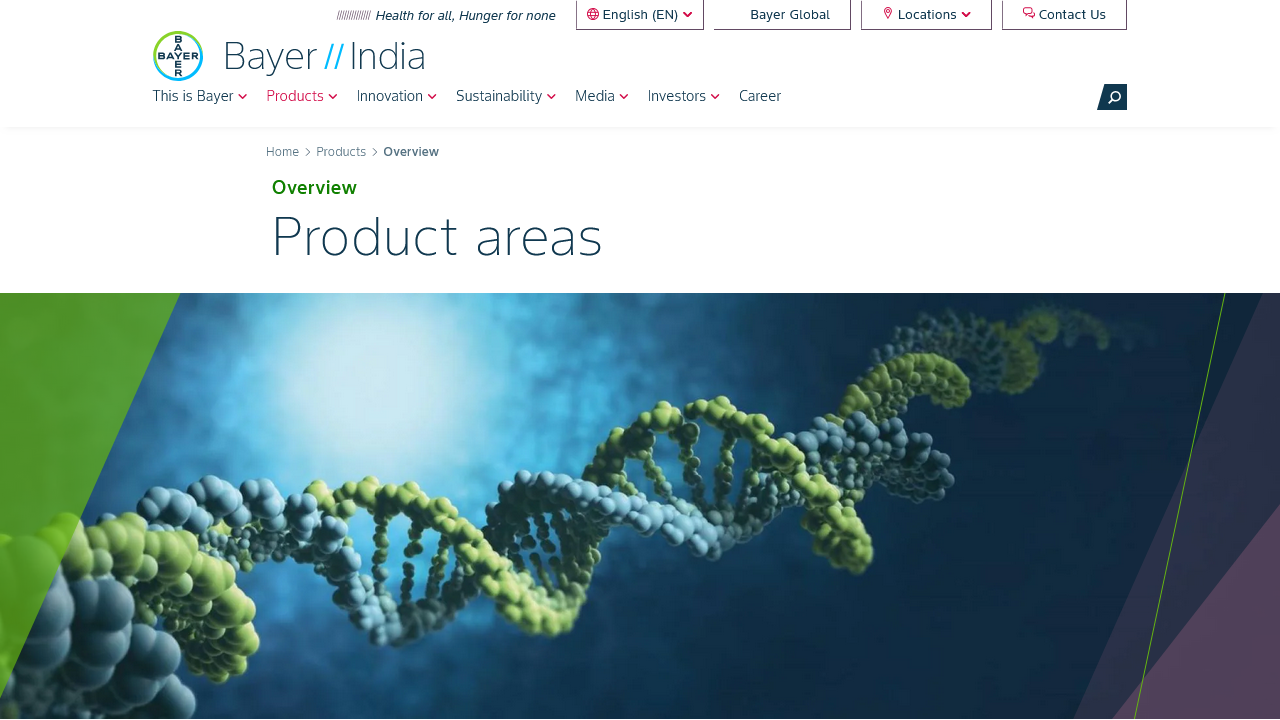 Health for all, Hunger for none
English (EN)
Bayer Global
Locations
Contact Us
BAYER
BAYER
Bayer // India
This is Bayer
Products
Innovation
Sustainability
Media
Investors
Career
Home > Products > Overview
Overview
Product areas